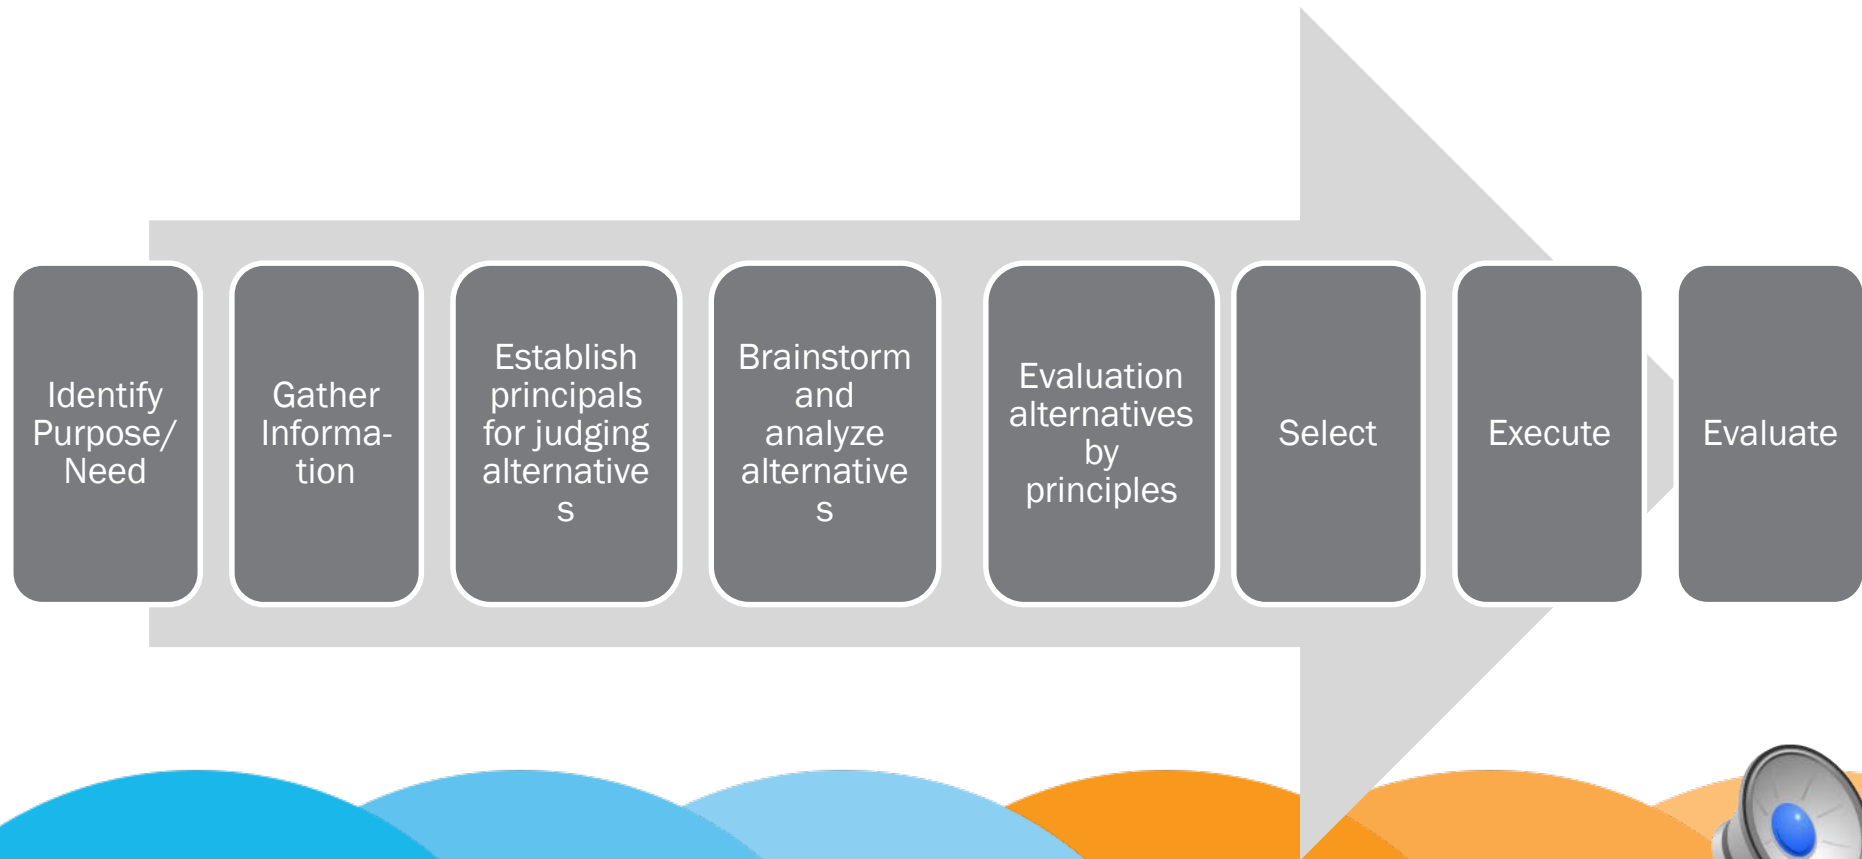 Identify
Purpose/
Need
Gather
Informa-
tion
Establish
principals
for judging
alternative
s
Brainstorm
and
analyze
alternative
s
Evaluation
alternatives
by
principles
Select
Execute
Evaluate